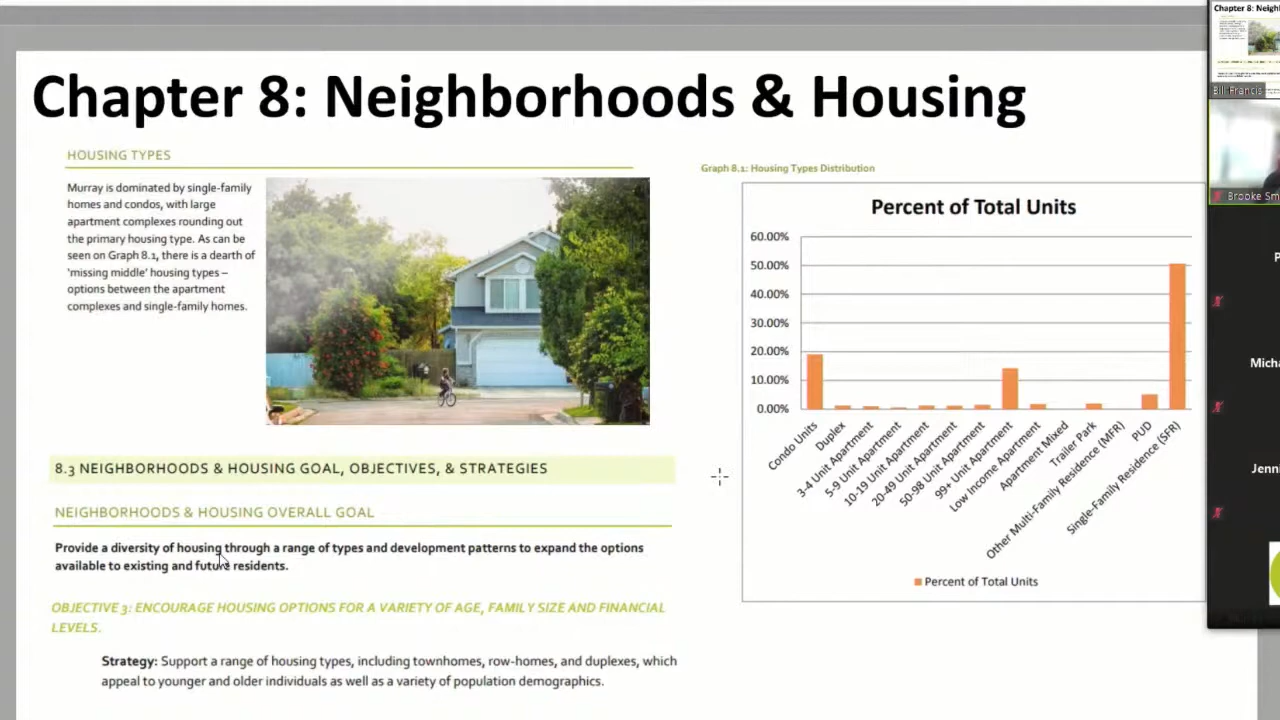 Chapter 8: Neighborhoods & Housing
HOUSING TYPES
Murray is dominated by single-family
homes and condos, with large
apartment complexes rounding out
the primary housing type. As can be
seen on Graph 8.1, there is a dearth of
'missing middle' housing types –
options between the apartment
complexes and single-family homes.
8.3 NEIGHBORHOODS & HOUSING GOAL, OBJECTIVES, & STRATEGIES
NEIGHBORHOODS & HOUSING OVERALL GOAL
Provide a diversity of housing through a range of types and development patterns to expand the options
available to existing and future residents.
OBJECTIVE 3: ENCOURAGE HOUSING OPTIONS FOR A VARIETY OF AGE, FAMILY SIZE AND FINANCIAL
LEVELS.
Strategy: Support a range of housing types, including townhomes, row-homes, and duplexes, which
appeal to younger and older individuals as well as a variety of population demographics.
Graph 8.1: Housing Types Distribution
Percent of Total Units
60.00%
50.00%
40.00%
30.00%
20.00%
10.00%
0.00%
Condo Units
Duplex
3-4 Unit Apartment
5-9 Unit Apartment
10-19 Unit Apartment
20-49 Unit Apartment
50-98 Unit Apartment
99+ Unit Apartment
Low Income Apartment
Apartment Mixed
Trailer Park
Other Multi-Family Residence (MFR)
PUD
Single-Family Residence (SFR)
Percent of Total Units
Chapter 8: Neigh
Bill Francis
Brooke Sm
P
Micha
Jenni